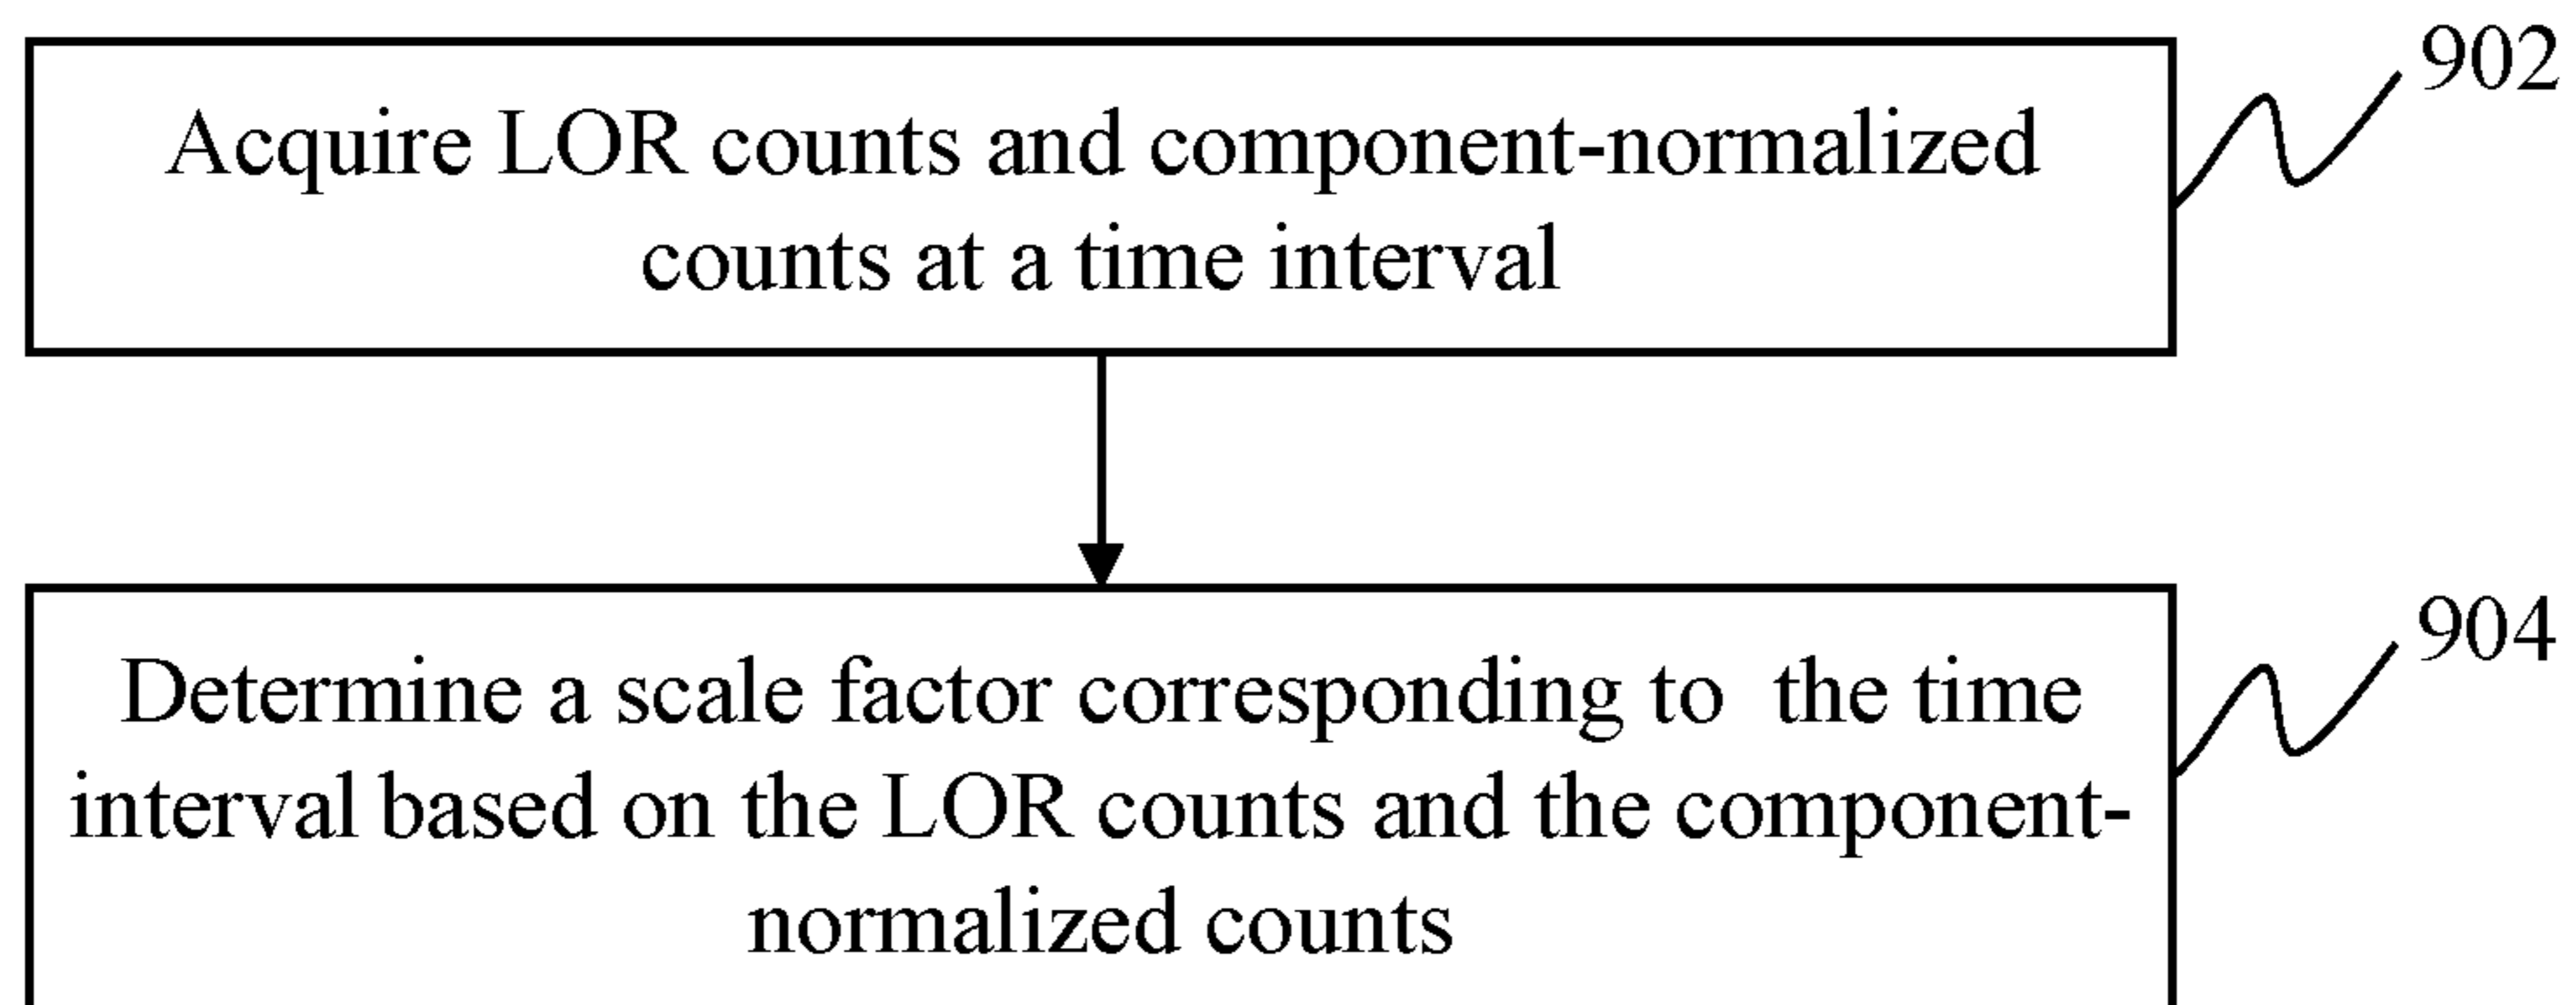 902
Acquire LOR counts and component-normalized
counts at a time interval
904
Determine a scale factor corresponding to the time
interval based on the LOR counts and the component-
normalized counts